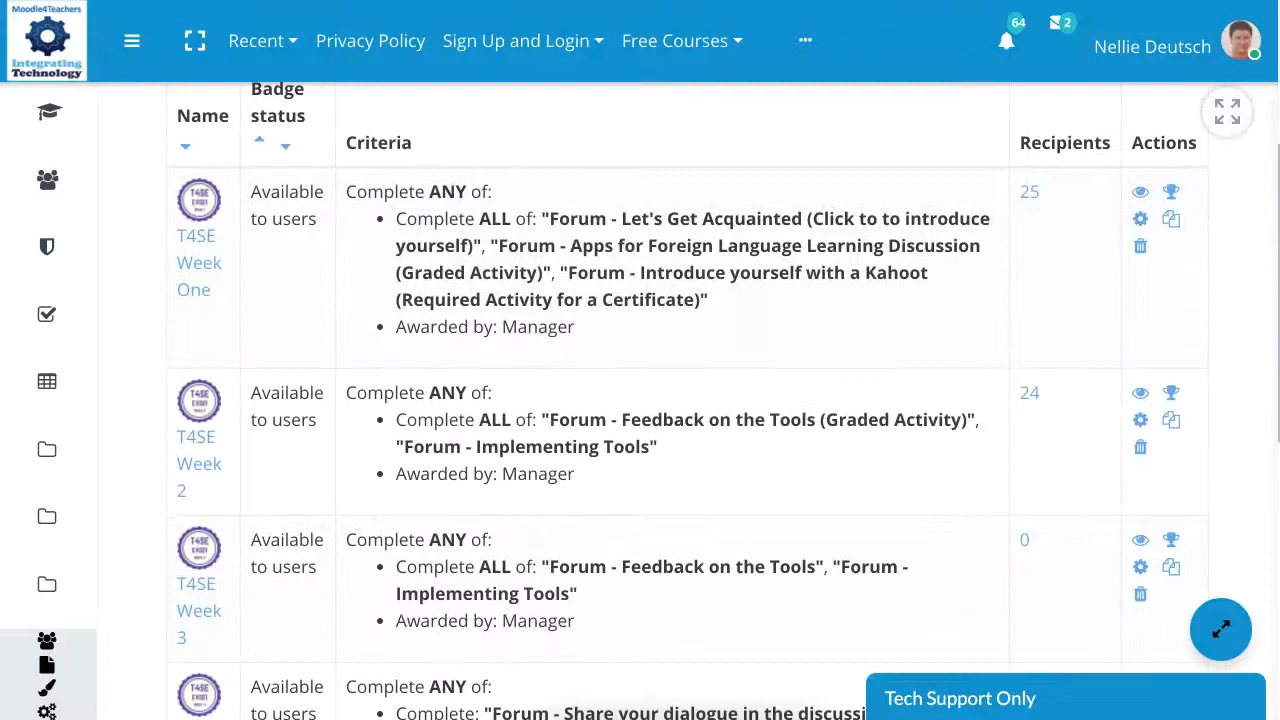 Moodle4Teachers
Integrating
Technology
Recent
Privacy Policy
Sign Up and Login
Free Courses
64
2
Nellie Deutsch
Name
Badge
status
Criteria
Recipients
Actions
T4SE
T4SE
Week
One
Available
to users
Complete ANY of:
Complete ALL of: "Forum - Let's Get Acquainted (Click to to introduce
yourself)", "Forum - Apps for Foreign Language Learning Discussion
(Graded Activity)", "Forum - Introduce yourself with a Kahoot
(Required Activity for a Certificate)"
Awarded by: Manager
25
T4SE
T4SE
Week
2
Available
to users
Complete ANY of:
Complete ALL of: "Forum - Feedback on the Tools (Graded Activity)",
"Forum - Implementing Tools"
Awarded by: Manager
24
T4SE
T4SE
Week
3
Available
to users
Complete ANY of:
Complete ALL of: "Forum - Feedback on the Tools", "Forum -
Implementing Tools"
Awarded by: Manager
0
T4SE
Available
to users
Complete ANY of:
Complete: "Forum - Share your dialogue in the
Tech Support Only